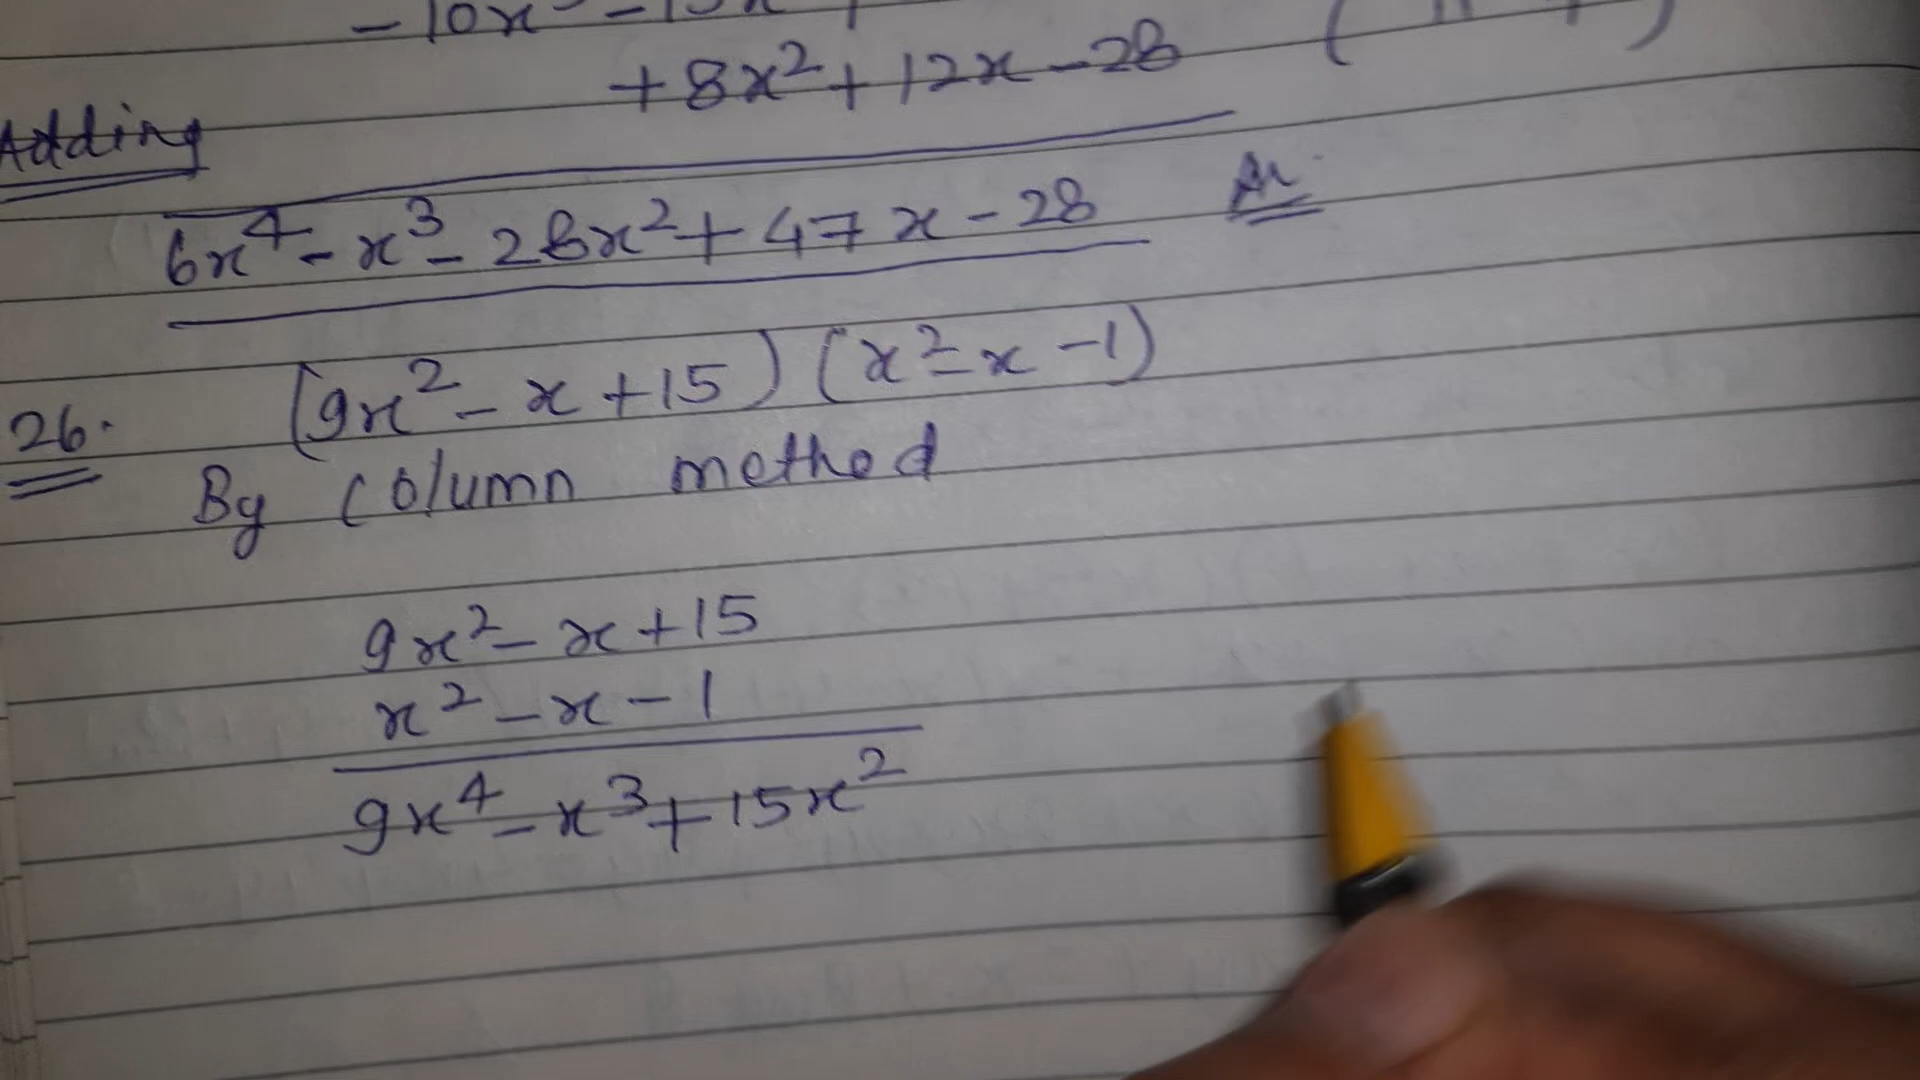 + 8x² + 12x - 28
Adding
6x⁴ - x³ - 28x² + 47x - 28 An
26. (9x² - x + 15) (x² - x - 1)
By Column method
9x² - x + 15
x² - x - 1
9x⁴ - x³ + 15x²